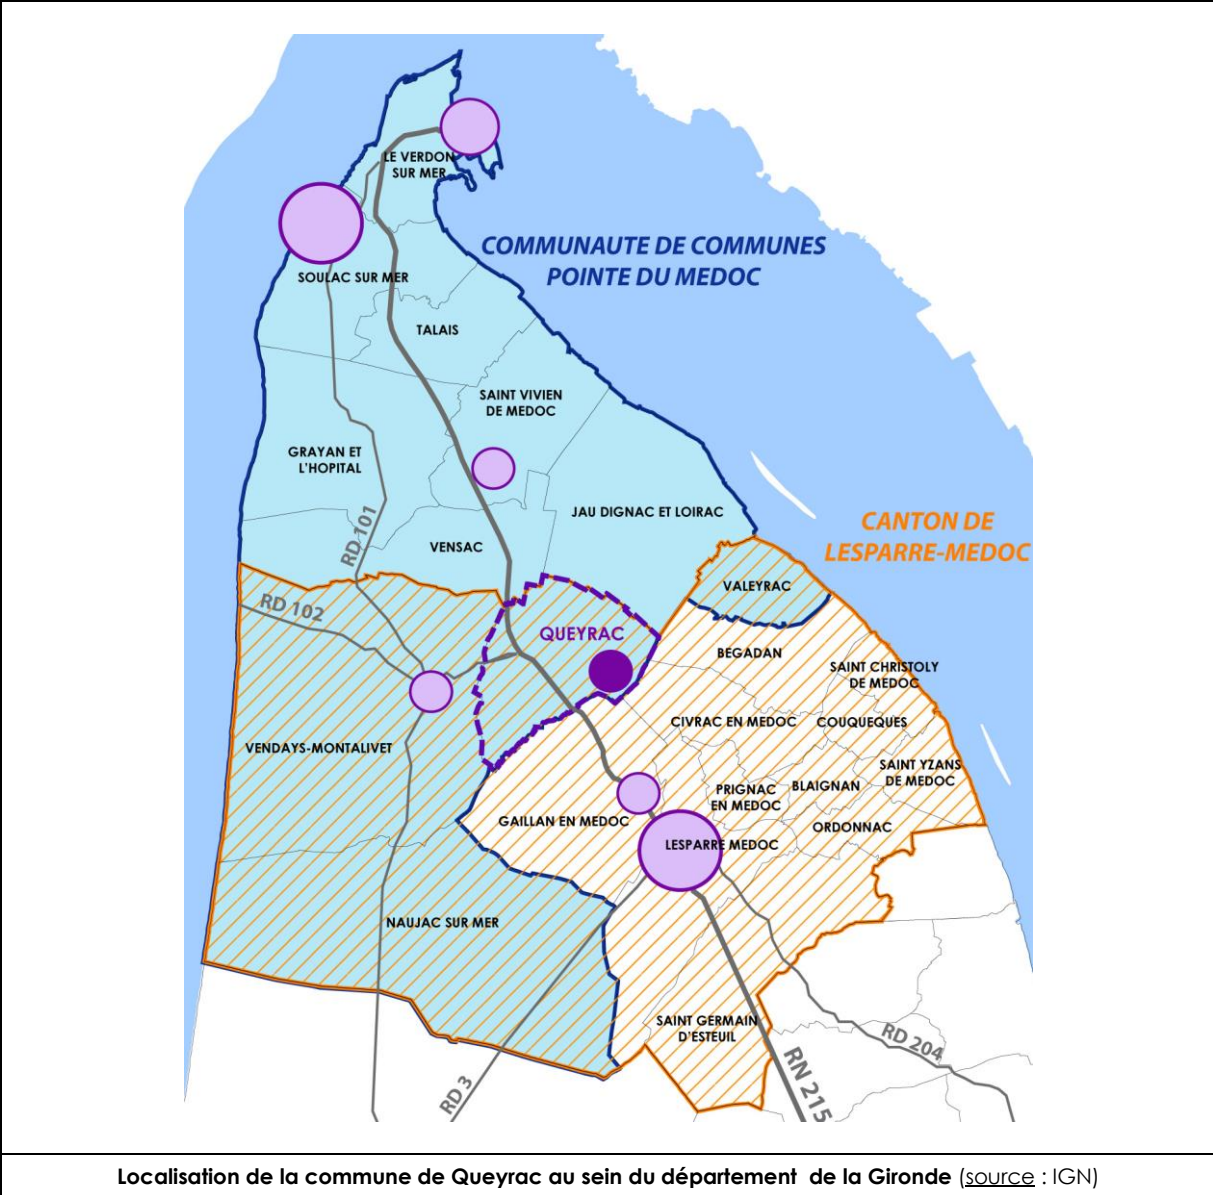 LE VERDON
SUR MER
COMMUNAUTE DE COMMUNES
POINTE DU MEDOC
SOULAC SUR MER
TALAIS
SAINT VIVIEN
DE MEDOC
GRAYAN ET
L'HOPITAL
JAU DIGNAC ET LOIRAC
CANTON DE
LESPARRE-MEDOC
RD 101
VENSAC
VALEYRAC
RD 102
QUEYRAC
BEGADAN
SAINT CHRISTOLY
DE MEDOC
CIVRAC EN MEDOC
COUQUEQUES
VENDAYS-MONTALIVET
SAINT YZANS
DE MEDOC
PRIGNAC
EN MEDOC
BLAIGNAN
GAILLAN EN MEDOC
ORDONNAC
LESPARRE MEDOC
NAUJAC SUR MER
SAINT GERMAIN
D'ESTEUIL
RD 204
RN 215
RD 3
Localisation de la commune de Queyrac au sein du département de la Gironde (source : IGN)